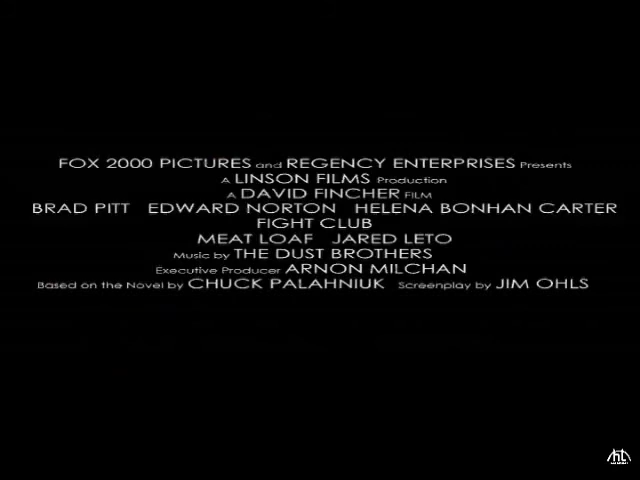 FOX 2000 PICTURES and REGENCY ENTERPRISES Presents
A LINSON FILMS Production
A DAVID FINCHER FILM
BRAD PITT EDWARD NORTON HELENA BONHAN CARTER
FIGHT CLUB
MEAT LOAF JARED LETO
Music by THE DUST BROTHERS
Executive Producer ARNON MILCHAN
Based on the Novel by CHUCK PALAHNIUK Screenplay by JIM OHLS